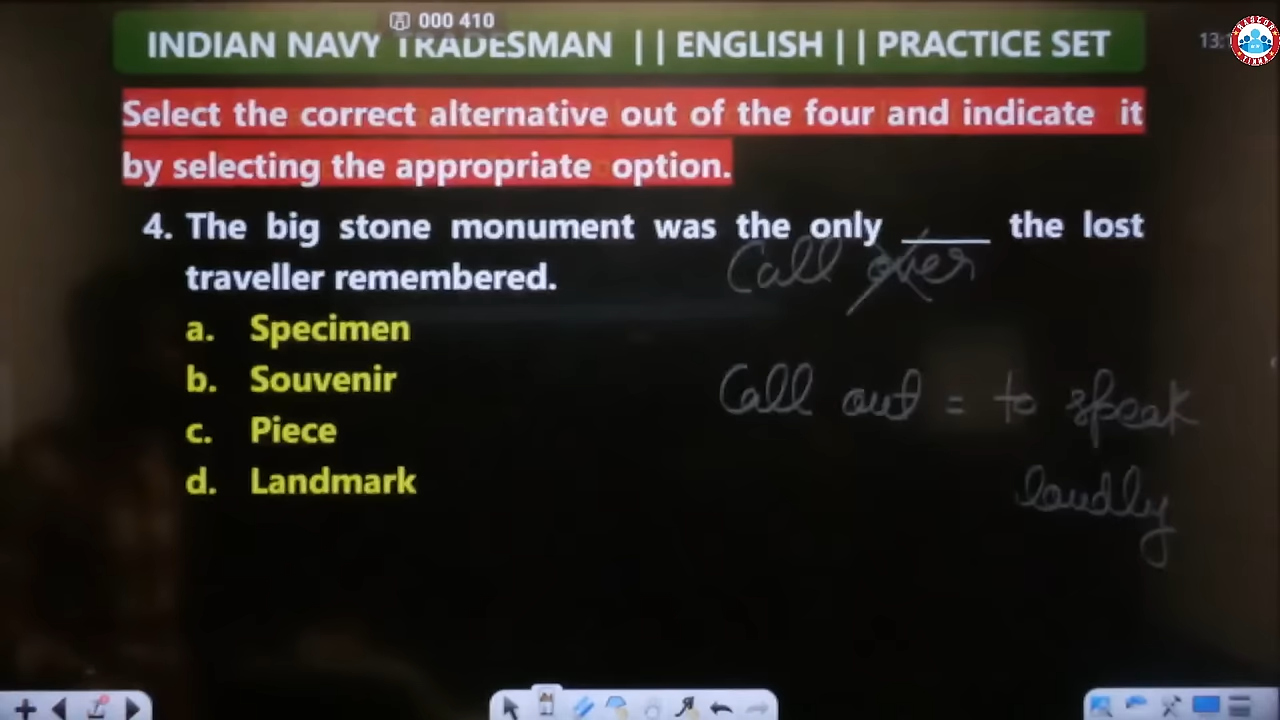 000 410
INDIAN NAVY TRADESMAN || ENGLISH || PRACTICE SET
Select the correct alternative out of the four and indicate it
by selecting the appropriate option.
4. The big stone monument was the only _____ the lost
traveller remembered.
Call over
a. Specimen
b. Souvenir
Call out = to speak
c. Piece
d. Landmark
loudly